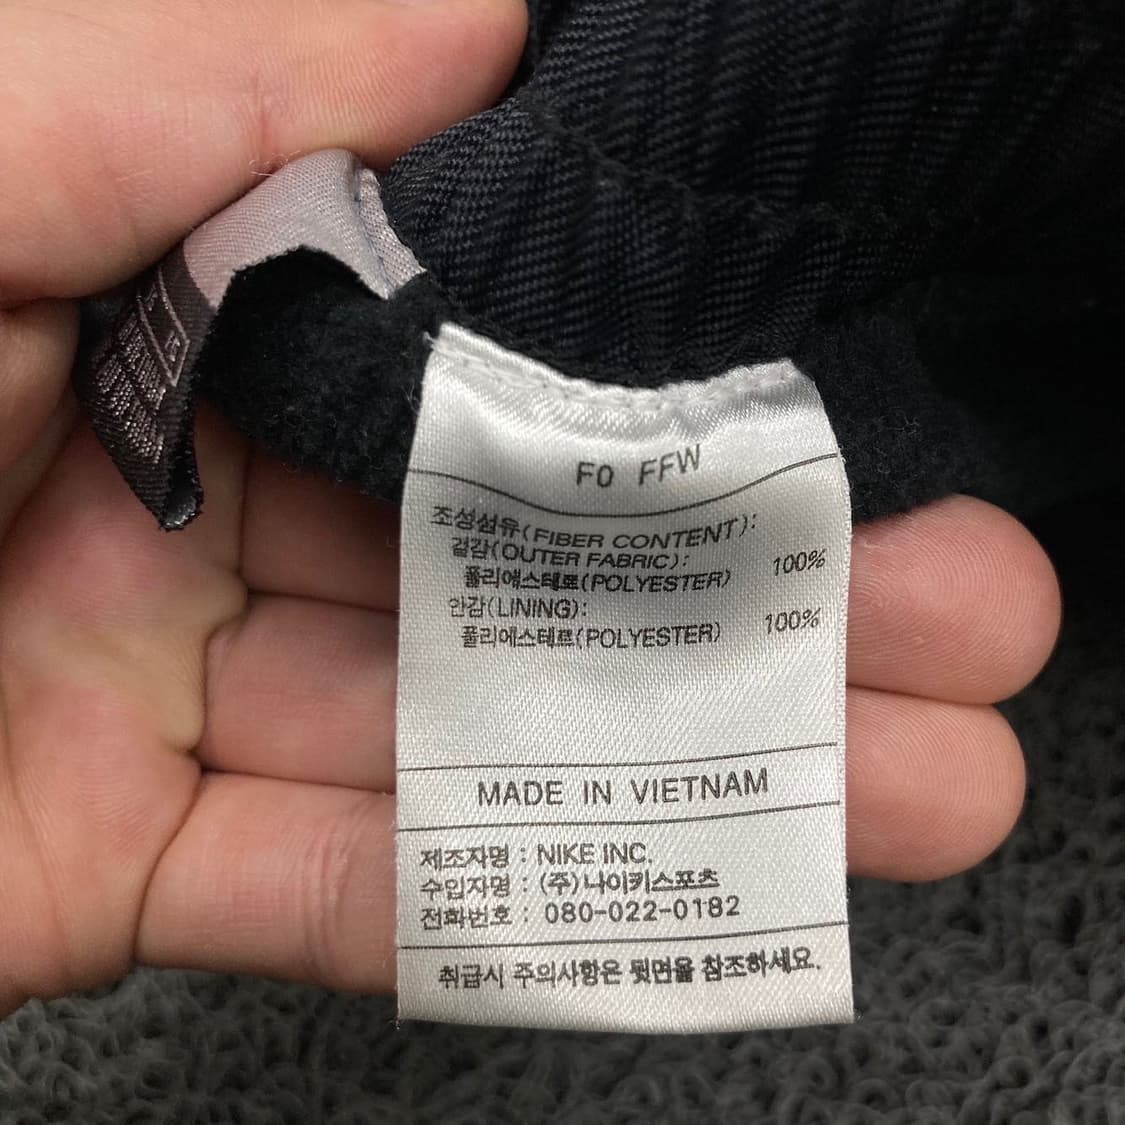 F0 FFW
조성섬유(FIBER CONTENT):
겉감(OUTER FABRIC):
폴리에스테르(POLYESTER) 100%
안감(LINING):
폴리에스테르(POLYESTER) 100%
MADE IN VIETNAM
제조자명 : NIKE INC.
수입자명 : (주)나이키스포츠
전화번호 : 080-022-0182
취급시 주의사항은 뒷면을 참조하세요.